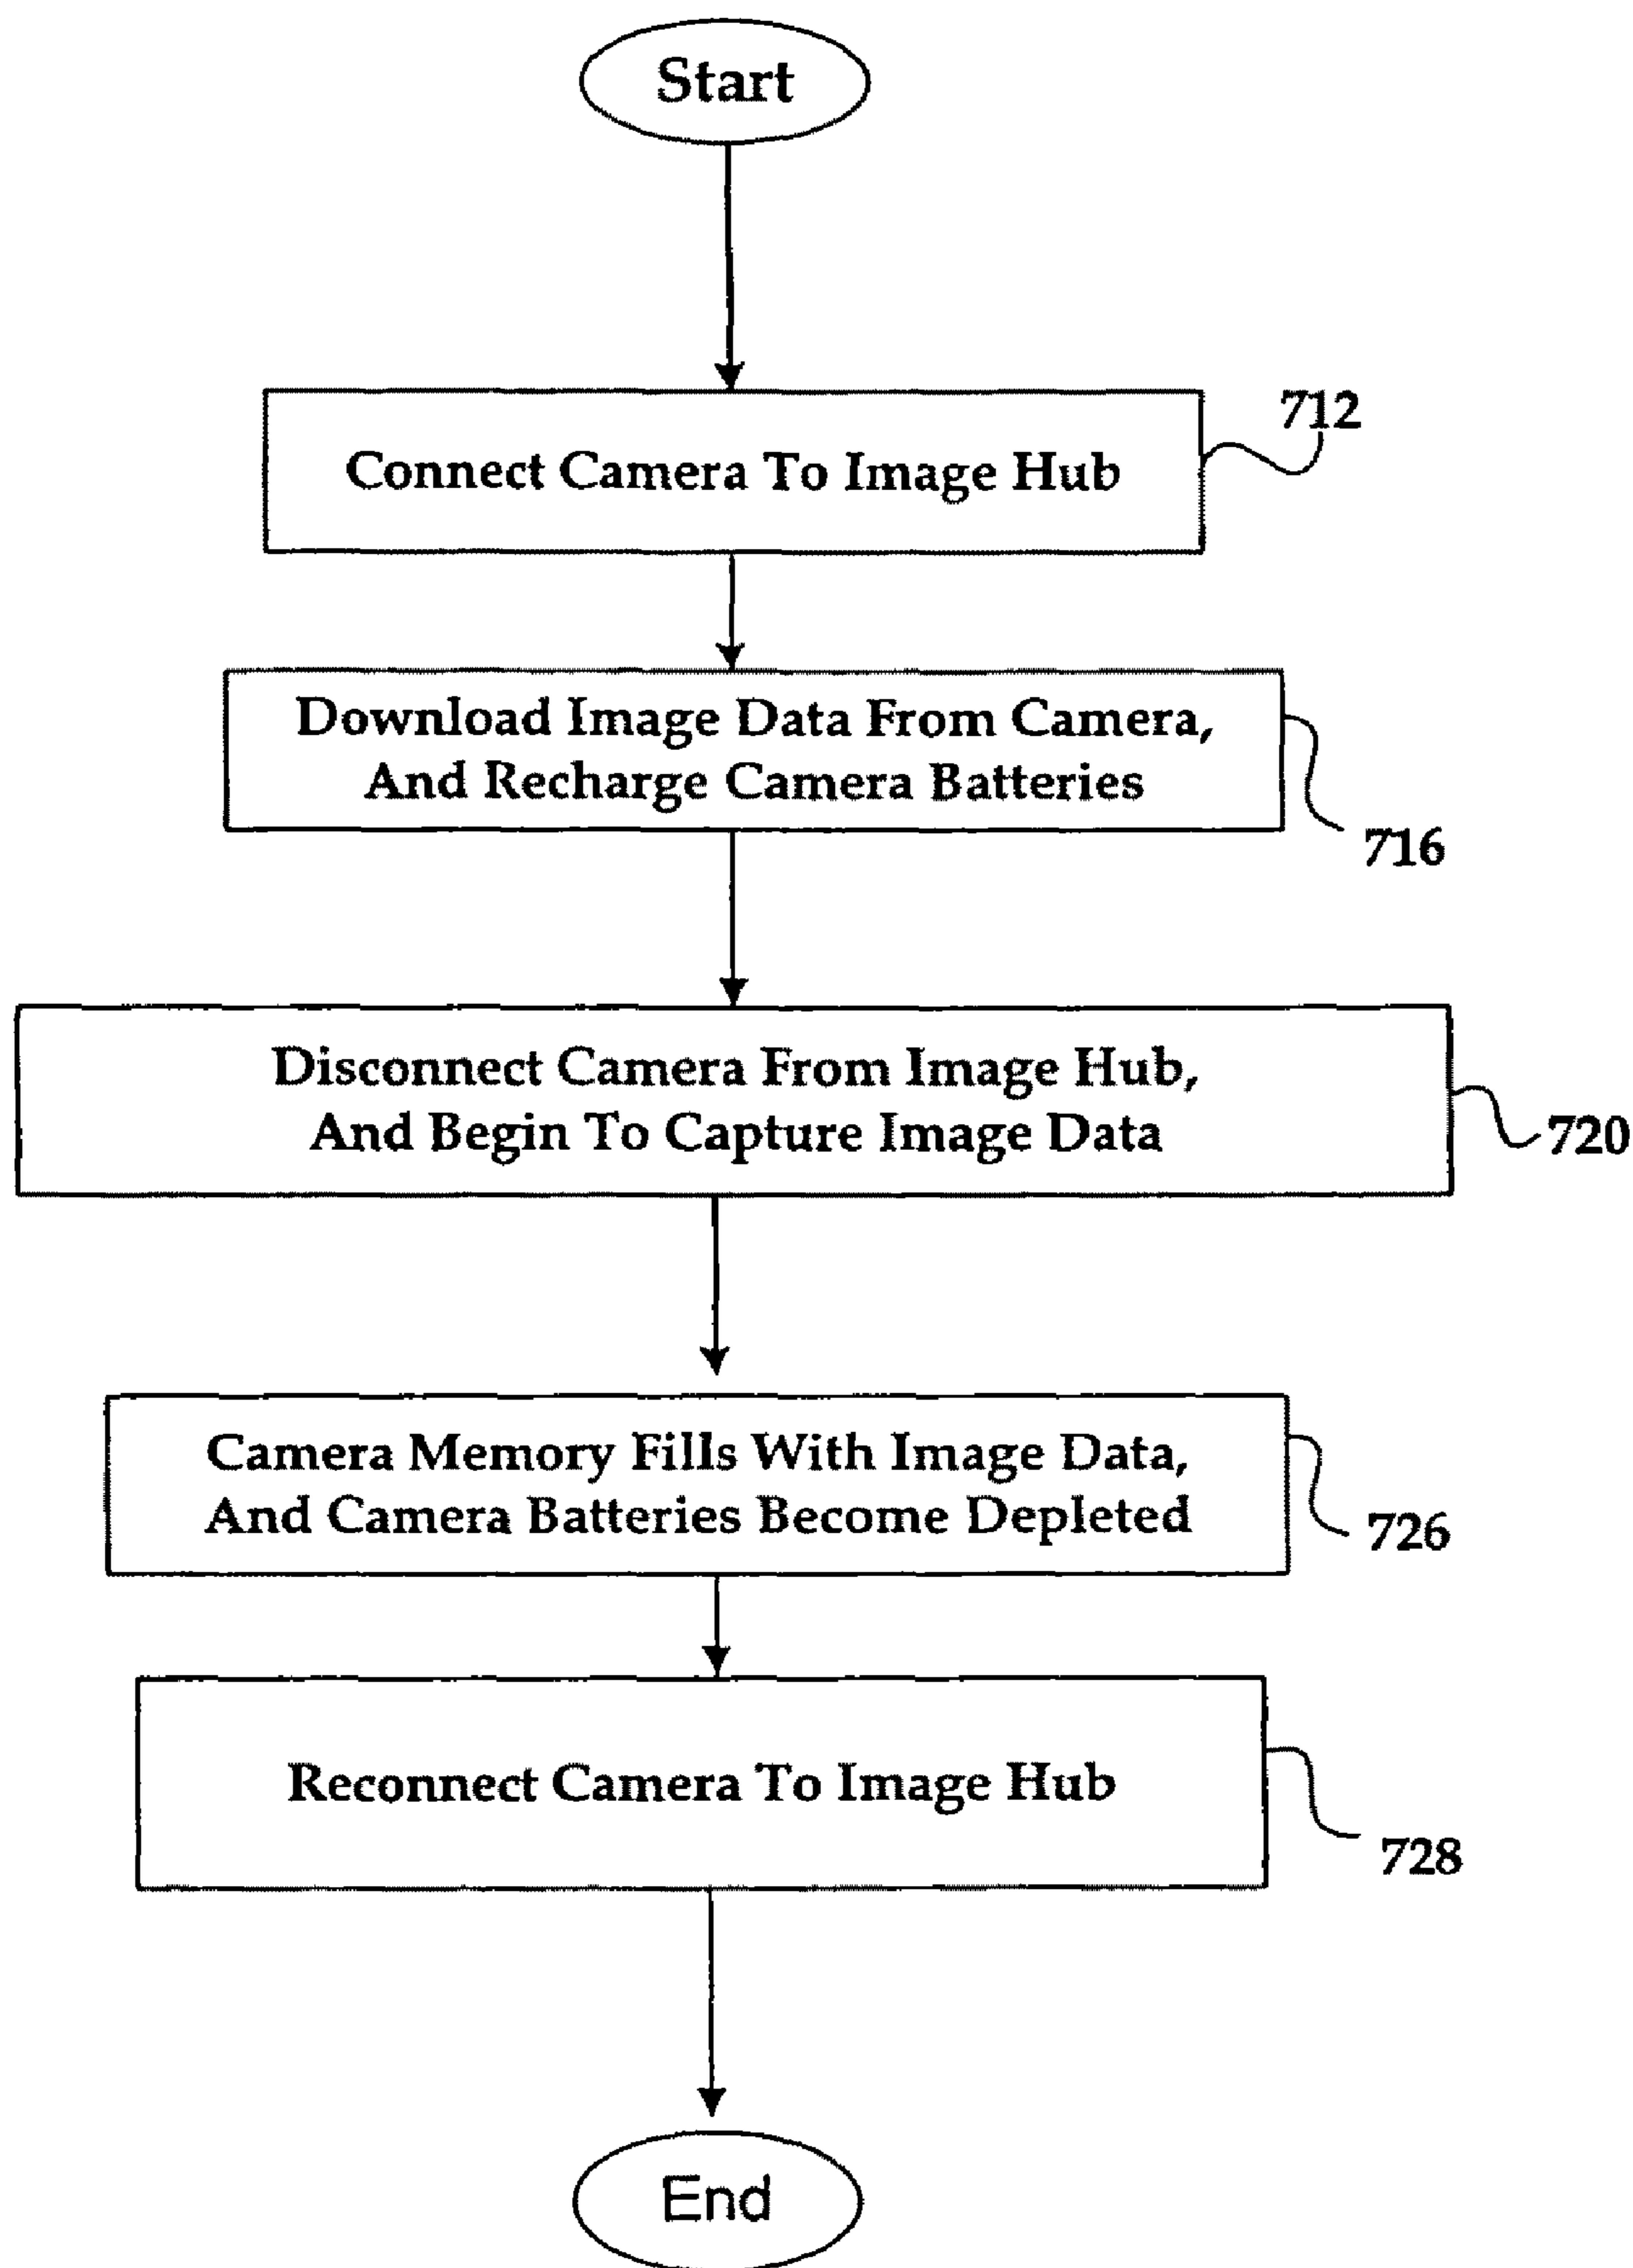 Start
Connect Camera To Image Hub
712
Download Image Data From Camera,
And Recharge Camera Batteries
716
Disconnect Camera From Image Hub,
And Begin To Capture Image Data
720
Camera Memory Fills With Image Data,
And Camera Batteries Become Depleted
726
Reconnect Camera To Image Hub
728
End